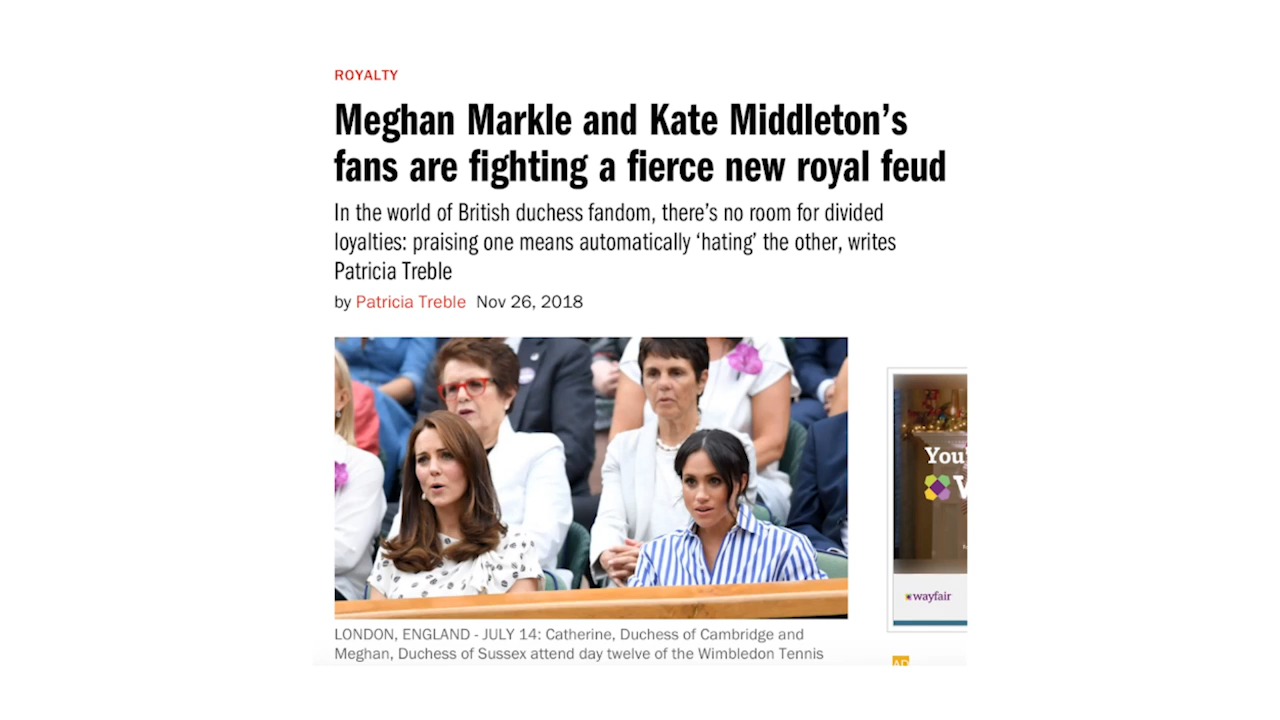 ROYALTY
Meghan Markle and Kate Middleton’s
fans are fighting a fierce new royal feud
In the world of British duchess fandom, there’s no room for divided
loyalties: praising one means automatically ‘hating’ the other, writes
Patricia Treble
by Patricia Treble Nov 26, 2018
You'
W
wayfair
LONDON, ENGLAND - JULY 14: Catherine, Duchess of Cambridge and
Meghan, Duchess of Sussex attend day twelve of the Wimbledon Tennis
AD